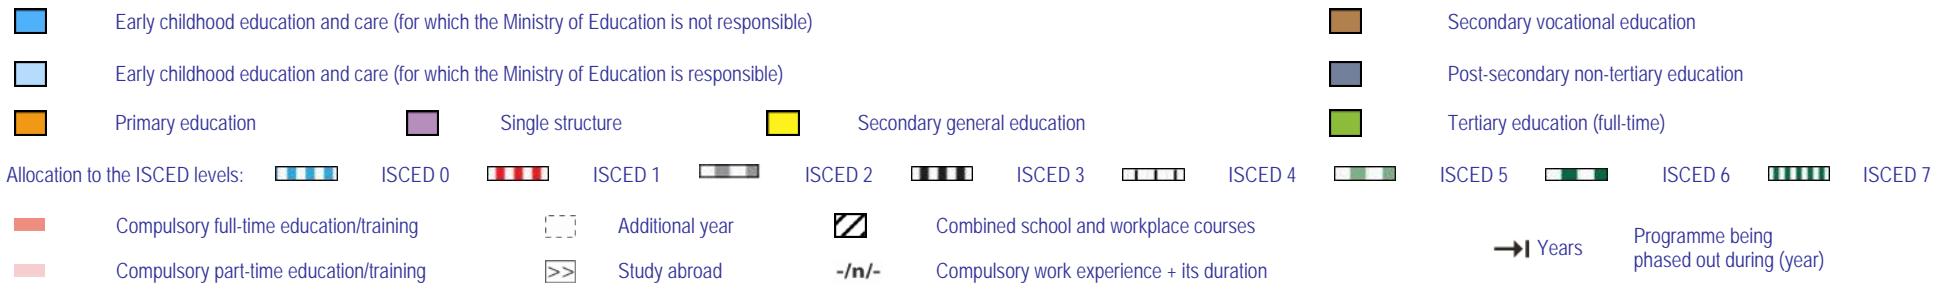 Early childhood education and care (for which the Ministry of Education is not responsible) Secondary vocational education
Early childhood education and care (for which the Ministry of Education is responsible) Post-secondary non-tertiary education
Primary education Single structure Secondary general education Tertiary education (full-time)
Allocation to the ISCED levels: ISCED 0 ISCED 1 ISCED 2 ISCED 3 ISCED 4 ISCED 5 ISCED 6 ISCED 7
Compulsory full-time education/training Additional year Combined school and workplace courses
Years Programme being
phased out during (year)
Compulsory part-time education/training >> Study abroad -/n/- Compulsory work experience + its duration